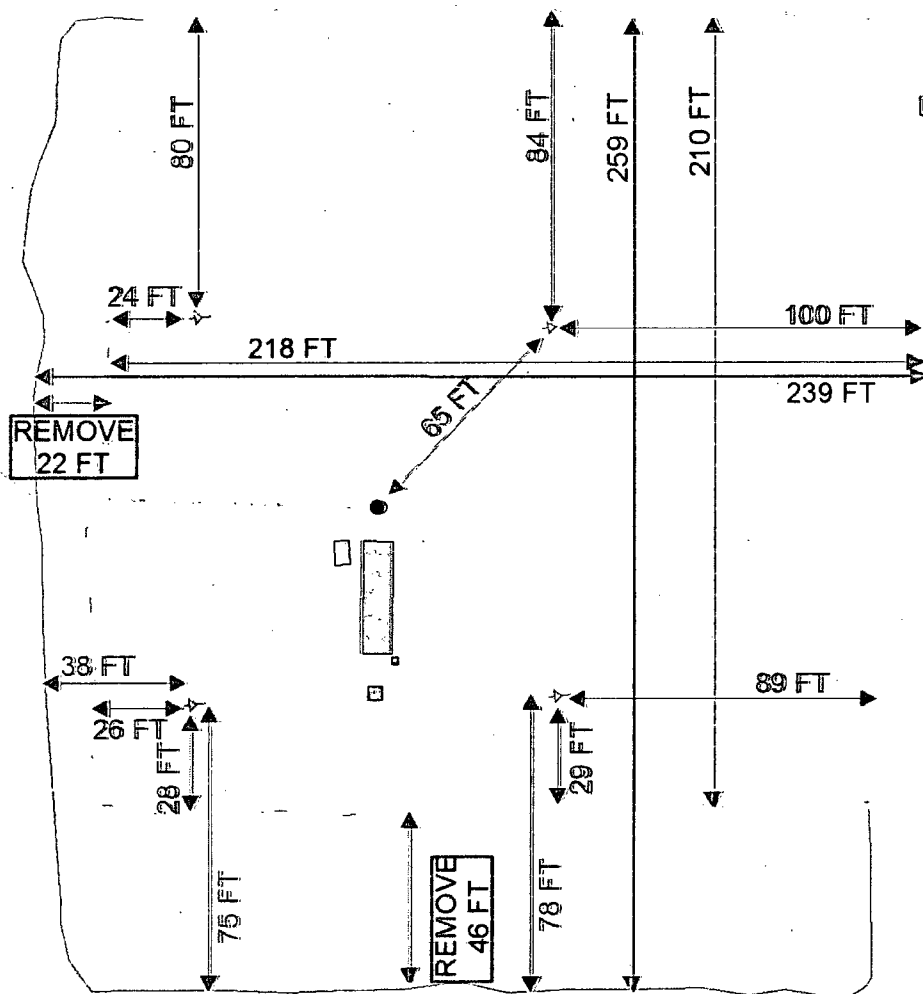 80 FT
84 FT
259 FT
210 FT
24 FT
100 FT
218 FT
239 FT
REMOVE
22 FT
65 FT
38 FT
89 FT
26 FT
28 FT
29 FT
75 FT
REMOVE
46 FT
78 FT